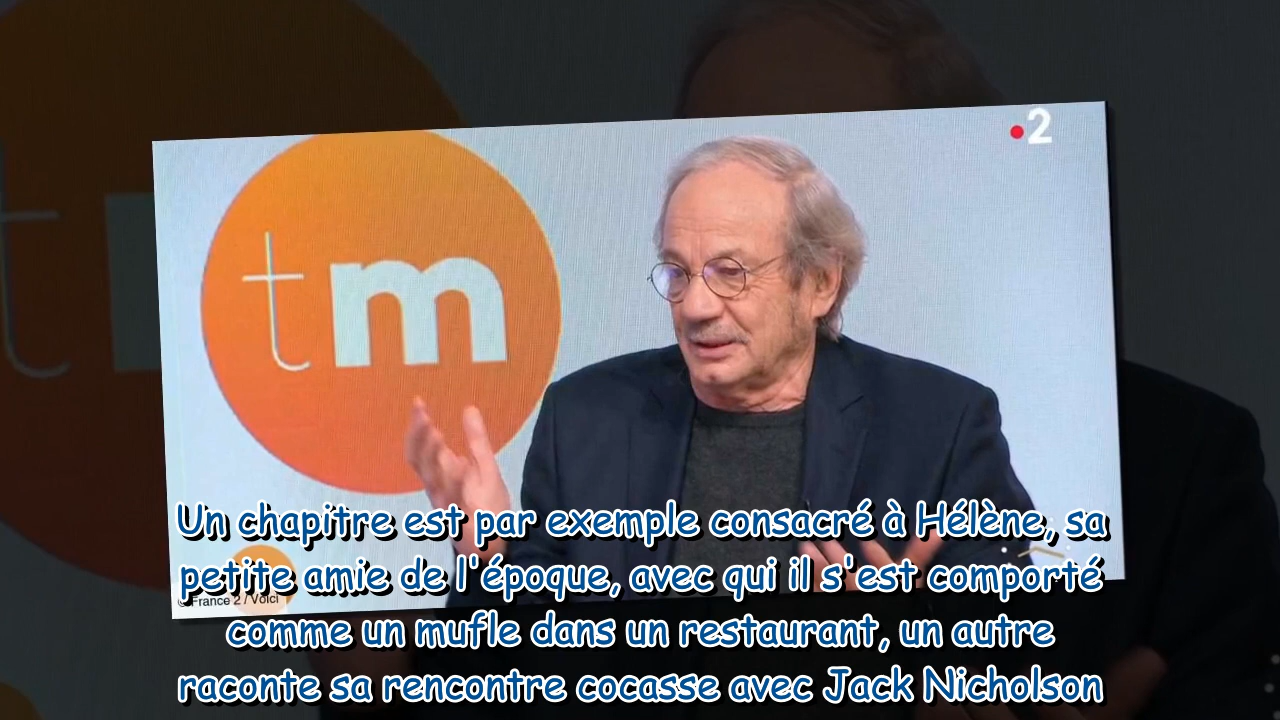 2
tm
Un chapitre est par exemple consacré à Hélène, sa
petite amie de l'époque, avec qui il s'est comporté
© France 2 / Voici
comme un mufle dans un restaurant, un autre
raconte sa rencontre cocasse avec Jack Nicholson